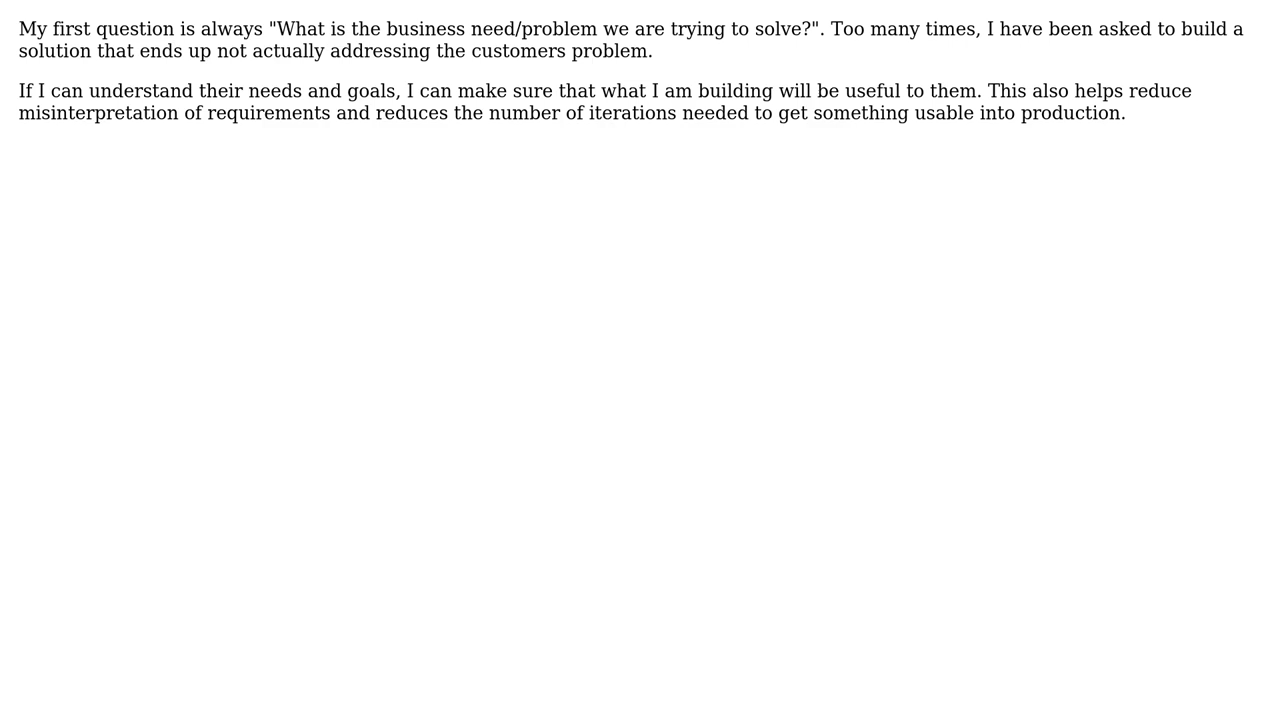 My first question is always "What is the business need/problem we are trying to solve?". Too many times, I have been asked to build a
solution that ends up not actually addressing the customers problem.
If I can understand their needs and goals, I can make sure that what I am building will be useful to them. This also helps reduce
misinterpretation of requirements and reduces the number of iterations needed to get something usable into production.